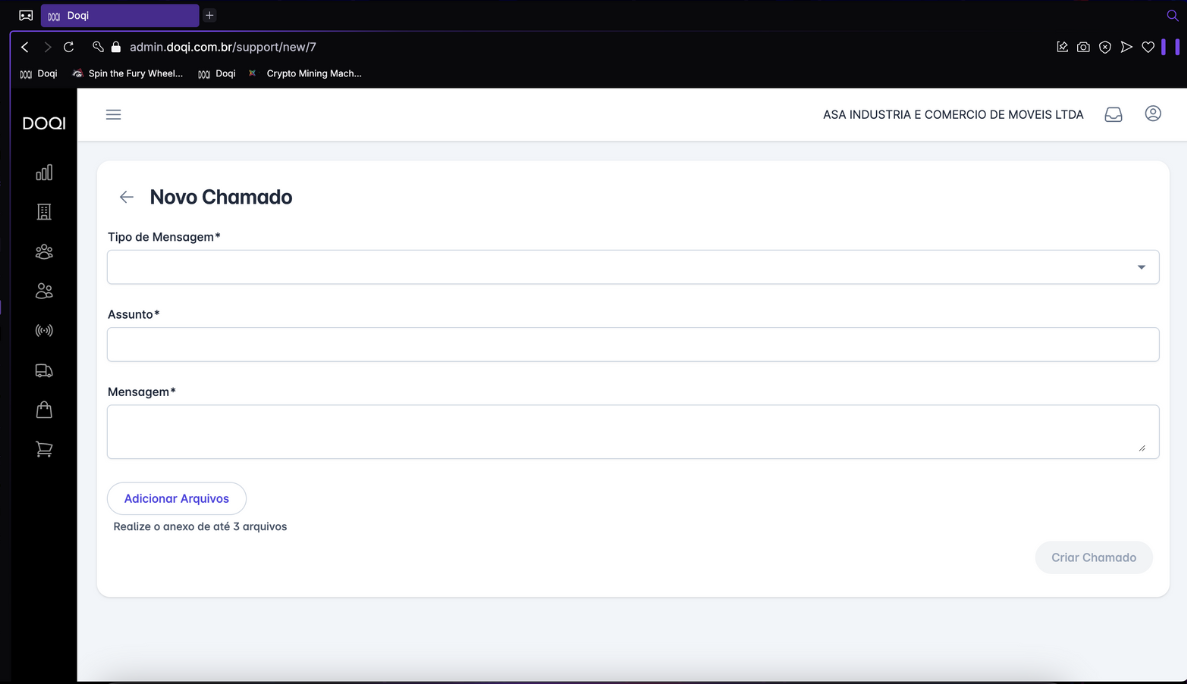 Doqi
admin.doqi.com.br/support/new/7
Doqi Spin the Fury Wheel... Doqi Crypto Mining Mach...
DOQI
ASA INDUSTRIA E COMERCIO DE MOVEIS LTDA
Novo Chamado
Tipo de Mensagem*
Assunto*
Mensagem*
Adicionar Arquivos
Realize o anexo de até 3 arquivos
Criar Chamado